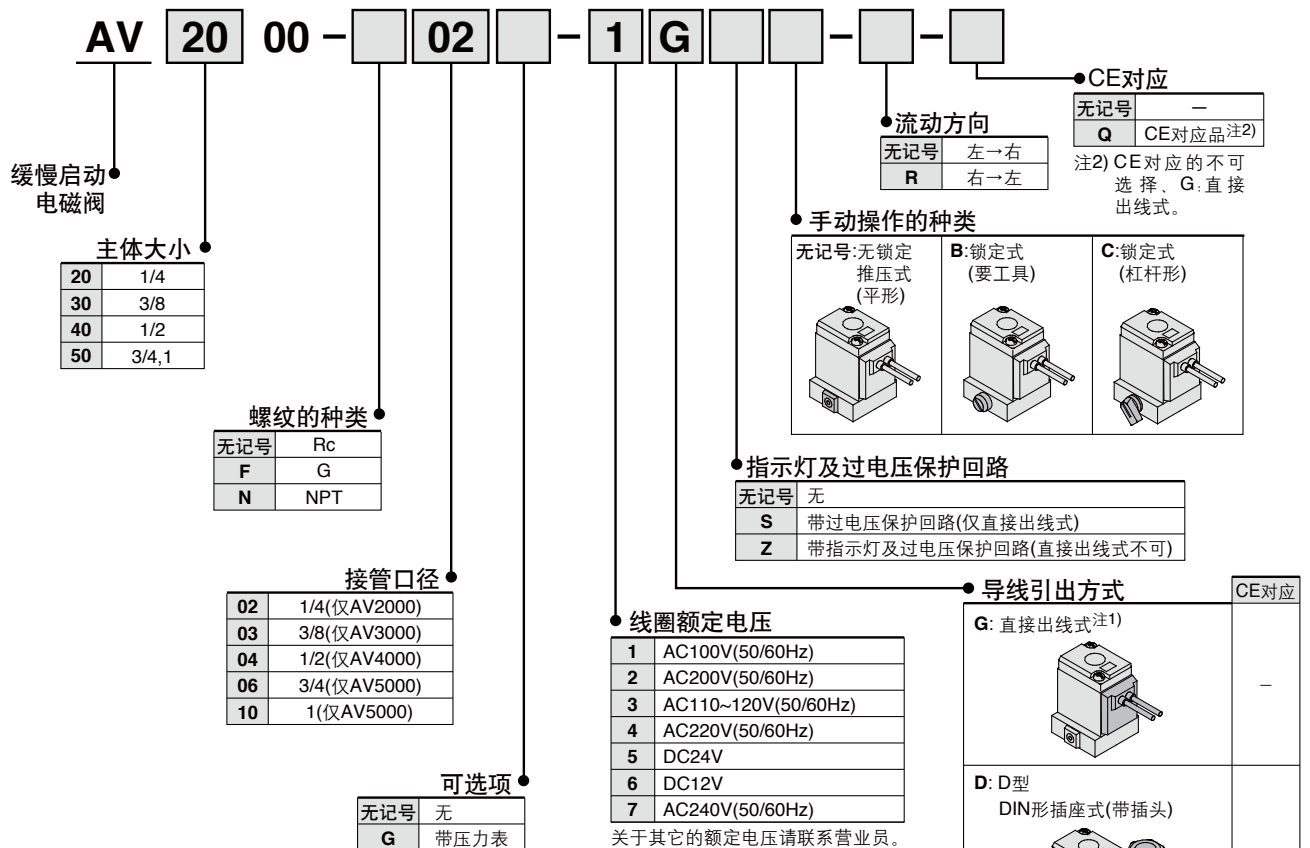 AV 20 00 - 02 - 1 G - -
CE对应
无记号 －
Q CE对应品注2)
注2) CE对应的不可
选择、G:直接
出线式。
流动方向
无记号 左→右
R 右→左
缓慢启动
电磁阀
手动操作的种类
无记号:无锁定
推压式
(平形)
B:锁定式
(要工具)
C:锁定式
(杠杆形)
主体大小
20 1/4
30 3/8
40 1/2
50 3/4,1
螺纹的种类
无记号 Rc
F G
N NPT
指示灯及过电压保护回路
无记号 无
S 带过电压保护回路(仅直接出线式)
Z 带指示灯及过电压保护回路(直接出线式不可)
接管口径
02 1/4(仅AV2000)
03 3/8(仅AV3000)
04 1/2(仅AV4000)
06 3/4(仅AV5000)
10 1(仅AV5000)
线圈额定电压
1 AC100V(50/60Hz)
2 AC200V(50/60Hz)
3 AC110~120V(50/60Hz)
4 AC220V(50/60Hz)
5 DC24V
6 DC12V
7 AC240V(50/60Hz)
关于其它的额定电压请联系营业员。
导线引出方式 CE对应
G: 直接出线式注1)
－
D: D型
DIN形插座式(带插头)
可选项
无记号 无
G 带压力表